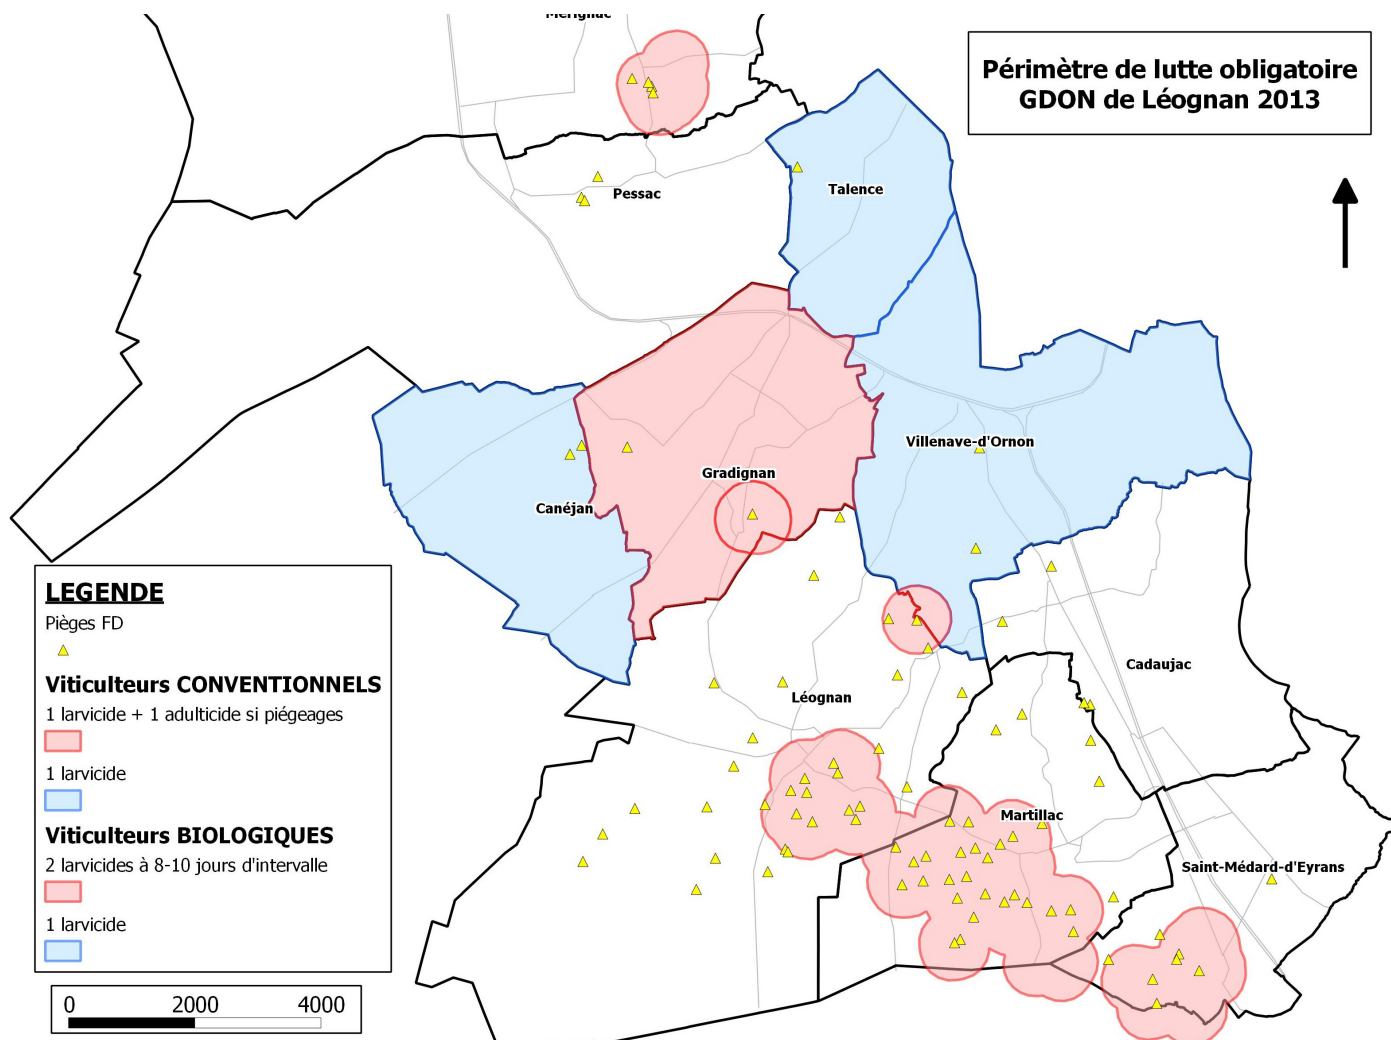 Mérignac
Périmètre de lutte obligatoire
GDON de Léognan 2013
Pessac
Talence
Villenave-d'Ornon
Gradignan
Canéjan
Cadaujac
Léognan
Martillac
Saint-Médard-d'Eyrans
LEGENDE
Pièges FD
Viticulteurs CONVENTIONNELS
1 larvicide + 1 adulticide si piégeages
1 larvicide
Viticulteurs BIOLOGIQUES
2 larvicides à 8-10 jours d'intervalle
1 larvicide
0 2000 4000